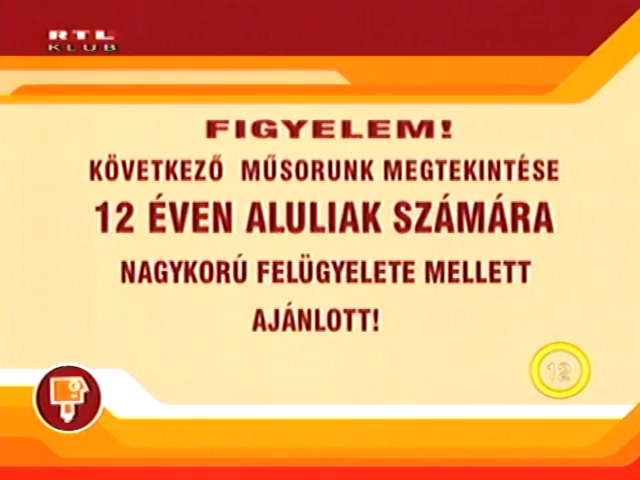 RTL
KLUB
FIGYELEM!
KÖVETKEZŐ MŰSORUNK MEGTEKINTÉSE
12 ÉVEN ALULIAK SZÁMÁRA
NAGYKORÚ FELÜGYELETE MELLETT
AJÁNLOTT!
12